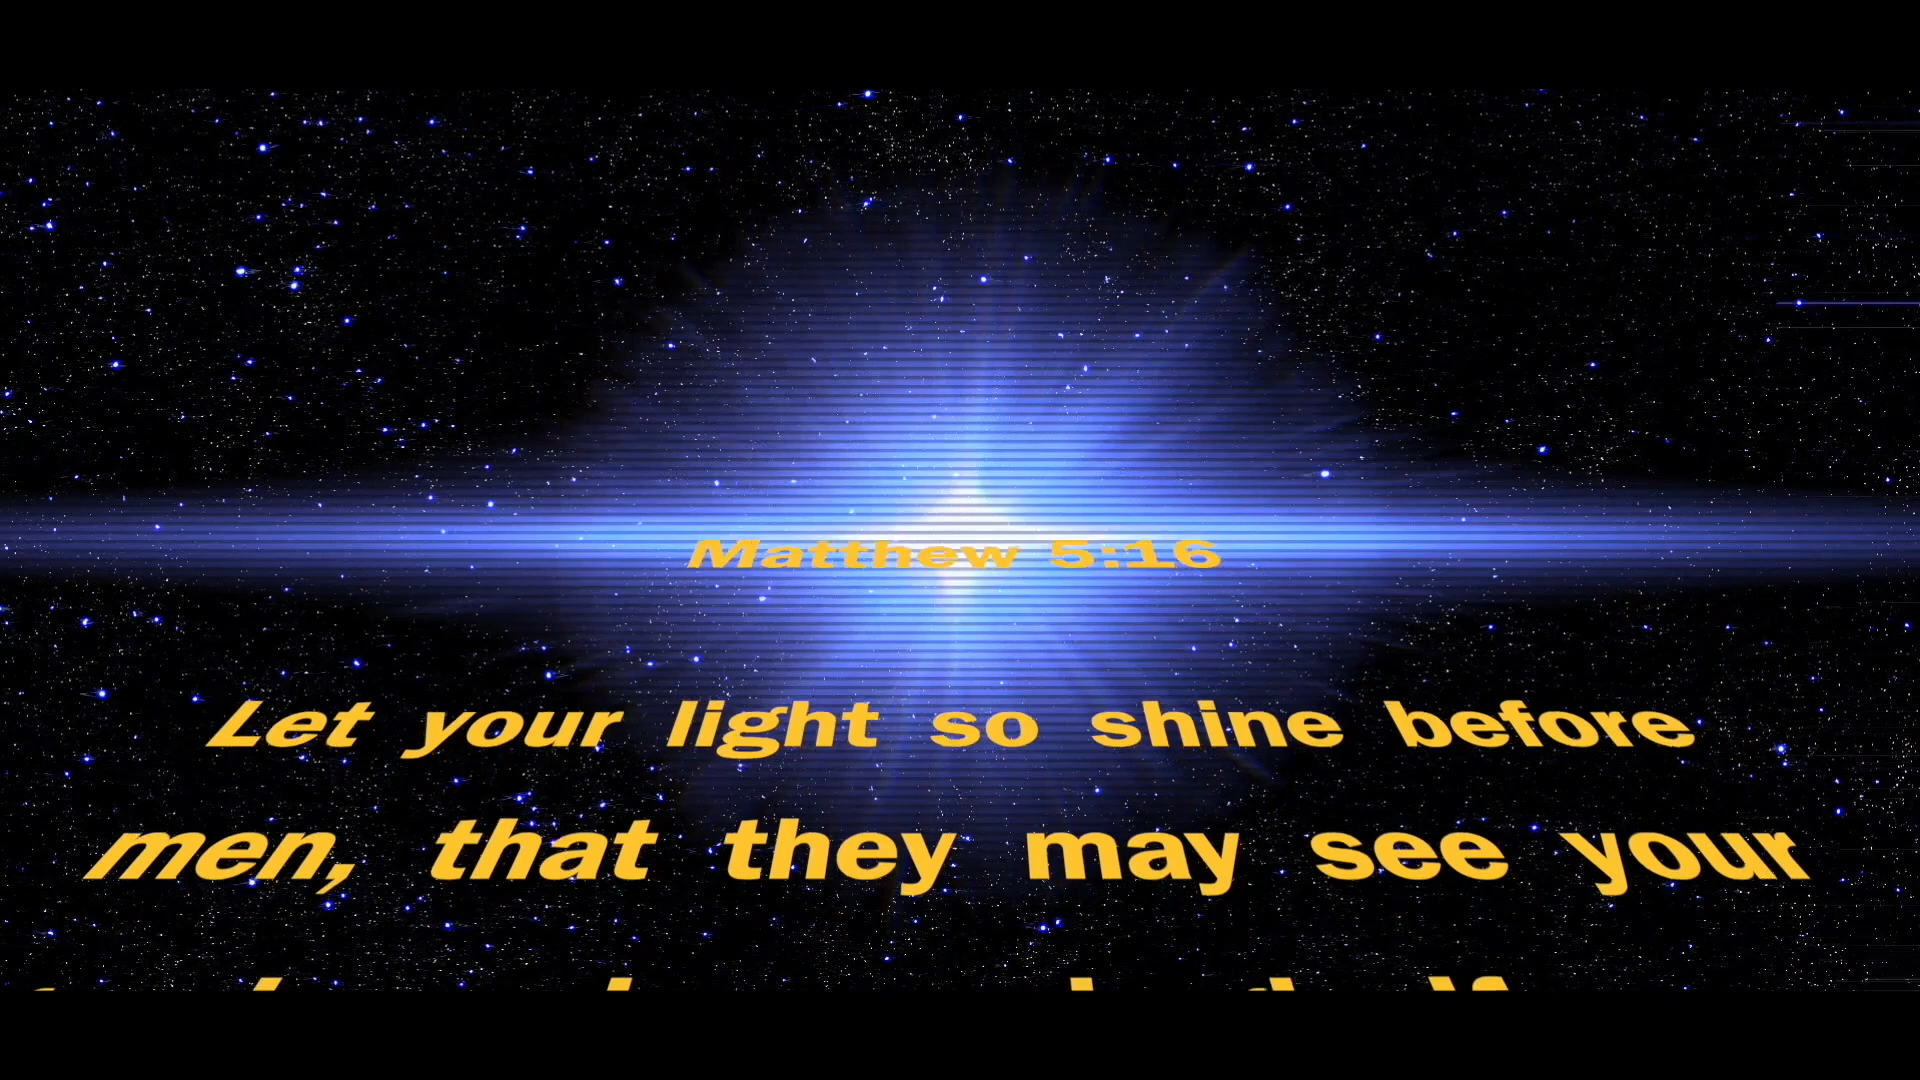 Matthew 5:16
Let your light so shine before
men, that they may see your